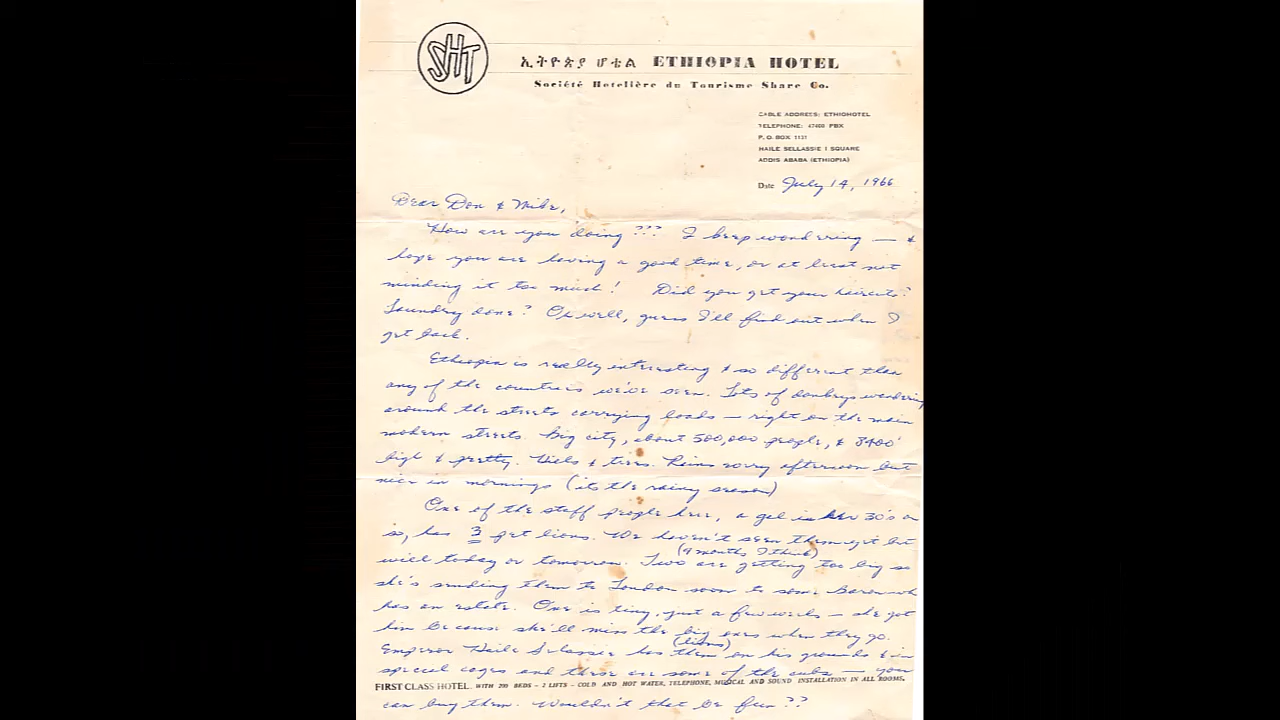 SHT
ኢትዮጵያ ሆቴል ETHIOPIA HOTEL
Société Hotelière du Tourisme Share Co.
CABLE ADDRESS: ETHIOHOTEL
TELEPHONE: 47400 PBX
P.O. BOX 1131
HAILE SELLASSIE I SQUARE
ADDIS ABABA (ETHIOPIA)
Date July 14, 1966
Dear Don & Mike,
How are you doing??? I keep wondering — &
hope you are having a good time, or at least not
minding it too much! Did you get your haircuts?
Laundry done? Oh well, guess I'll find out when I
get back.
Ethiopia is really interesting & so different than
any of the countries we've seen. Lots of donkeys wandering
around the streets carrying loads — right on the main
modern streets. Big city, about 500,000 people, & 8400'
high & pretty. Hills & trees. Rains every afternoon but
nice in mornings (its the rainy season)
One of the staff people here, a gal in her 30's or
so, has 3 pet lions. We haven't seen them yet but
(9 months I think)
will today or tomorrow. Two are getting too big so
she's sending them to London soon to some Baron who
has an estate. One is tiny, just a few weeks — she got
him because she'll miss the big ones when they go.
(lions)
Emperor Haile Selassie has them on his grounds & in
special cages and these are some of the cubs — you
FIRST CLASS HOTEL. WITH 200 BEDS – 2 LIFTS – COLD AND HOT WATER, TELEPHONE, MUSICAL AND SOUND INSTALLATION IN ALL ROOMS.
can buy them. Wouldn't that be fun??